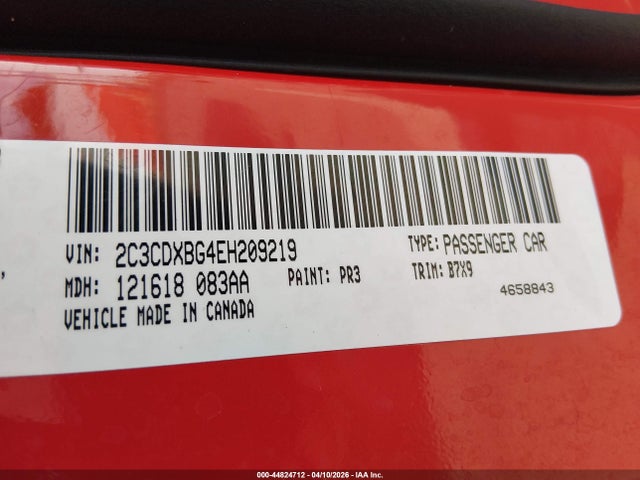 VIN: 2C3CDXBG4EH209219 TYPE: PASSENGER CAR
MDH: 121618 083AA PAINT: PR3 TRIM: B7X9
VEHICLE MADE IN CANADA 4658843
000-44824712 - 04/10/2026 - IAA Inc.